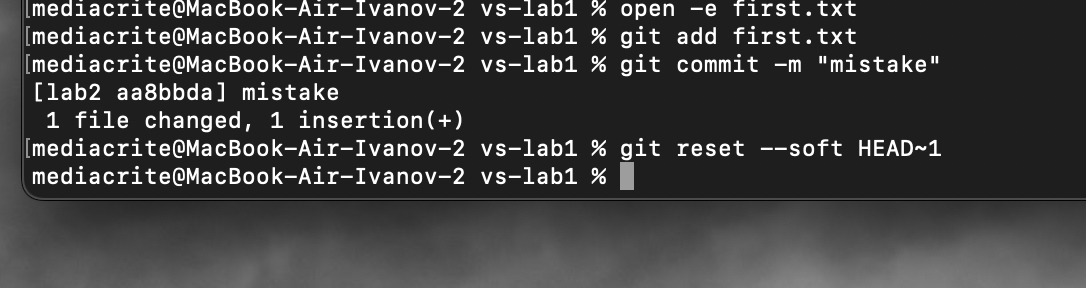 [mediacrite@MacBook-Air-Ivanov-2 vs-lab1 % open -e first.txt
[mediacrite@MacBook-Air-Ivanov-2 vs-lab1 % git add first.txt
[mediacrite@MacBook-Air-Ivanov-2 vs-lab1 % git commit -m "mistake"
[lab2 aa8bbda] mistake
 1 file changed, 1 insertion(+)
[mediacrite@MacBook-Air-Ivanov-2 vs-lab1 % git reset --soft HEAD~1
mediacrite@MacBook-Air-Ivanov-2 vs-lab1 %